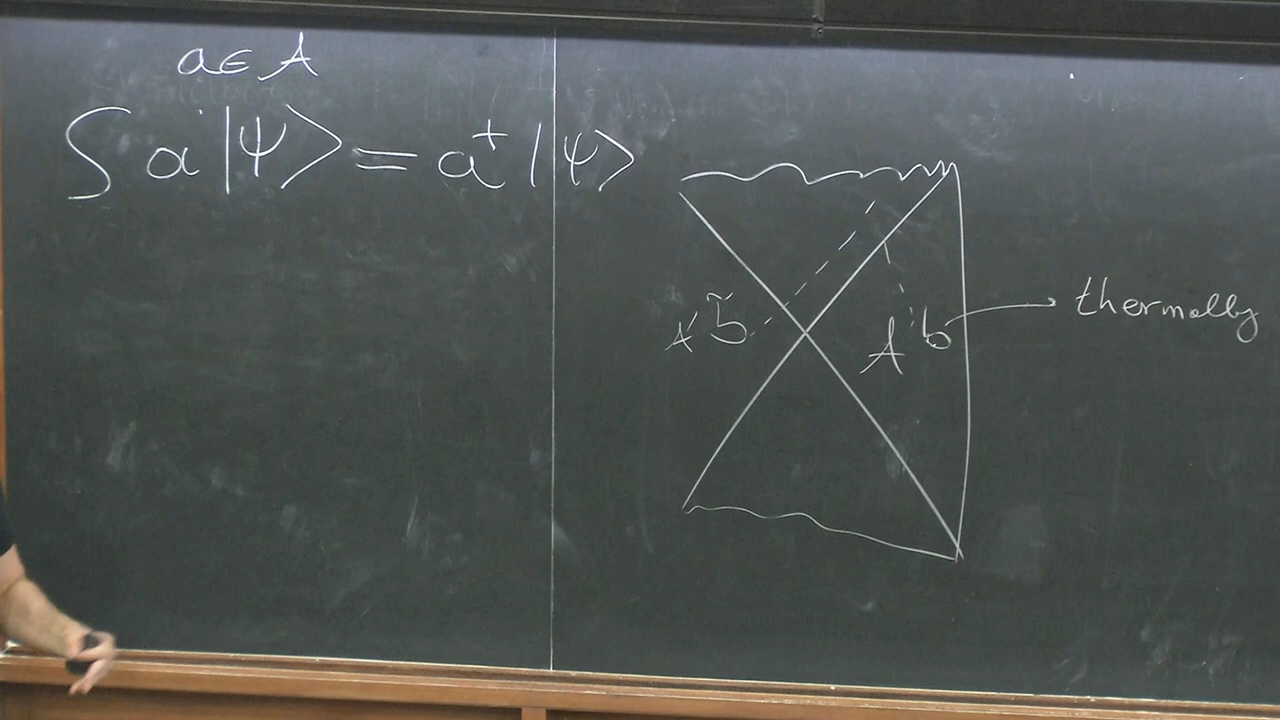 a ∈ A
S a |Ψ⟩ = a† |Ψ⟩
A' b̃
A b → thermally